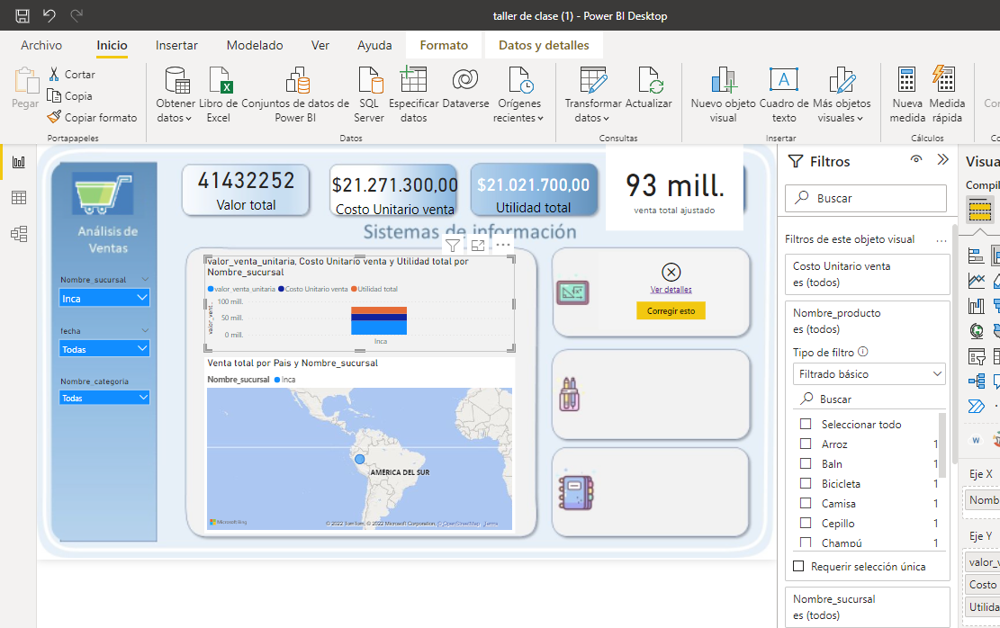 taller de clase (1) - Power BI Desktop
Archivo Inicio Insertar Modelado Ver Ayuda Formato Datos y detalles
Pegar
Cortar
Copia
Copiar formato
Portapapeles
Obtener datos
Libro de Excel
Conjuntos de datos de Power BI
SQL Server
Especificar datos
Dataverse
Orígenes recientes
Datos
Transformar datos
Actualizar
Consultas
Nuevo objeto visual
Cuadro de texto
Más objetos visuales
Insertar
Nueva medida
Medida rápida
Cálculos
Análisis de
Ventas
Nombre_sucursal
Inca
fecha
Todas
Nombre_categoria
Todas
41432252
Valor total
$21.271.300,00
Costo Unitario venta
$21.021.700,00
Utilidad total
93 mill.
venta total ajustado
Sistemas de información
valor_venta_unitaria, Costo Unitario venta y Utilidad total por
Nombre_sucursal
valor_venta_unitaria Costo Unitario venta Utilidad total
valor_vent...
100 mill.
50 mill.
0 mill.
Inca
Venta total por Pais y Nombre_sucursal
Nombre_sucursal Inca
AMÉRICA DEL SUR
Microsoft Bing
© 2022 TomTom, © 2022 Microsoft Corporation, © OpenStreetMap Terms
Ver detalles
Corregir esto
Filtros
Buscar
Filtros de este objeto visual ...
Costo Unitario venta
es (todos)
Nombre_producto
es (todos)
Tipo de filtro
Filtrado básico
Buscar
Seleccionar todo
Arroz 1
Baln 1
Bicicleta 1
Camisa 1
Cepillo 1
Champú 1
Requerir selección única
Nombre_sucursal
es (todos)
Visua
Compil
W
Eje X
Nomb
Eje Y
valor_v
Costo
Utilida